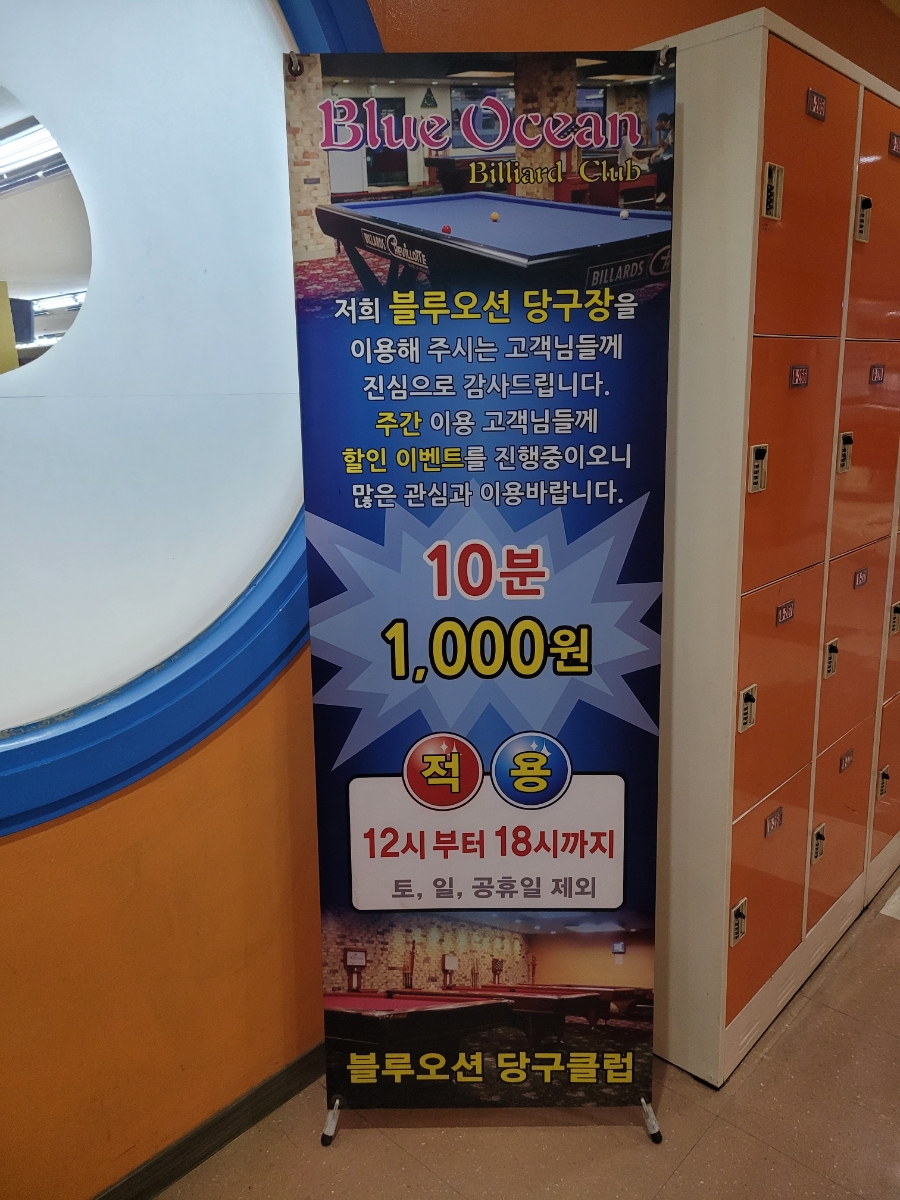 Blue Ocean
Billiard Club
BILLARDS CHEVILLOTTE
BILLARDS
저희 블루오션 당구장을
이용해 주시는 고객님들께
진심으로 감사드립니다.
주간 이용 고객님들께
할인 이벤트를 진행중이오니
많은 관심과 이용바랍니다.
10분
1,000원
적용
12시 부터 18시까지
토, 일, 공휴일 제외
블루오션 당구클럽